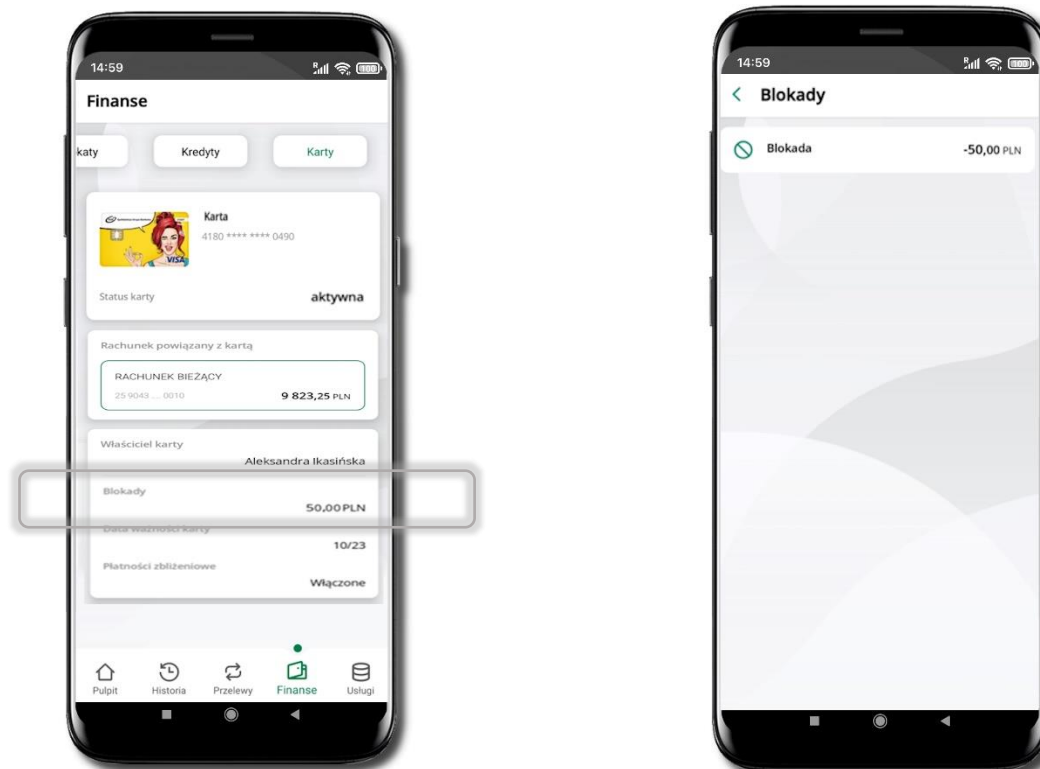 14:59
Finanse
katy
Kredyty
Karty
Karta
4180 **** **** 0490
VISA
Status karty
aktywna
Rachunek powiązany z kartą
RACHUNEK BIEŻĄCY
25 9043 ... 0010
9 823,25 PLN
Właściciel karty
Aleksandra Ikasińska
Blokady
50,00 PLN
Data ważności karty
10/23
Płatności zbliżeniowe
Włączone
Pulpit
Historia
Przelewy
Finanse
Usługi
14:59
Blokady
Blokada
-50,00 PLN